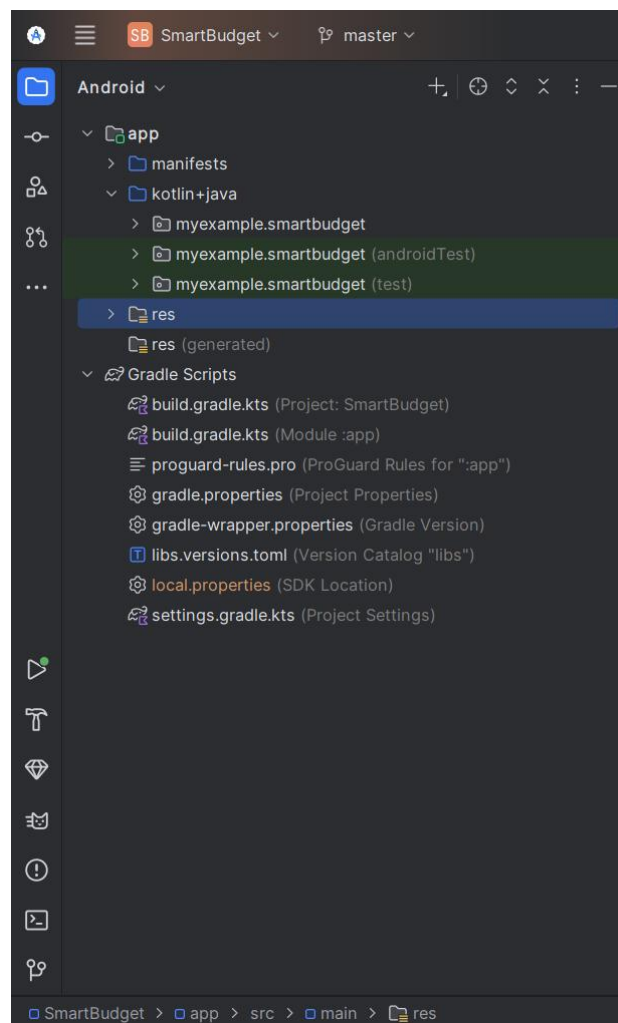 SB SmartBudget master
Android
app
manifests
kotlin+java
myexample.smartbudget
myexample.smartbudget (androidTest)
myexample.smartbudget (test)
res
res (generated)
Gradle Scripts
build.gradle.kts (Project: SmartBudget)
build.gradle.kts (Module :app)
proguard-rules.pro (ProGuard Rules for ":app")
gradle.properties (Project Properties)
gradle-wrapper.properties (Gradle Version)
libs.versions.toml (Version Catalog "libs")
local.properties (SDK Location)
settings.gradle.kts (Project Settings)
SmartBudget > app > src > main > res